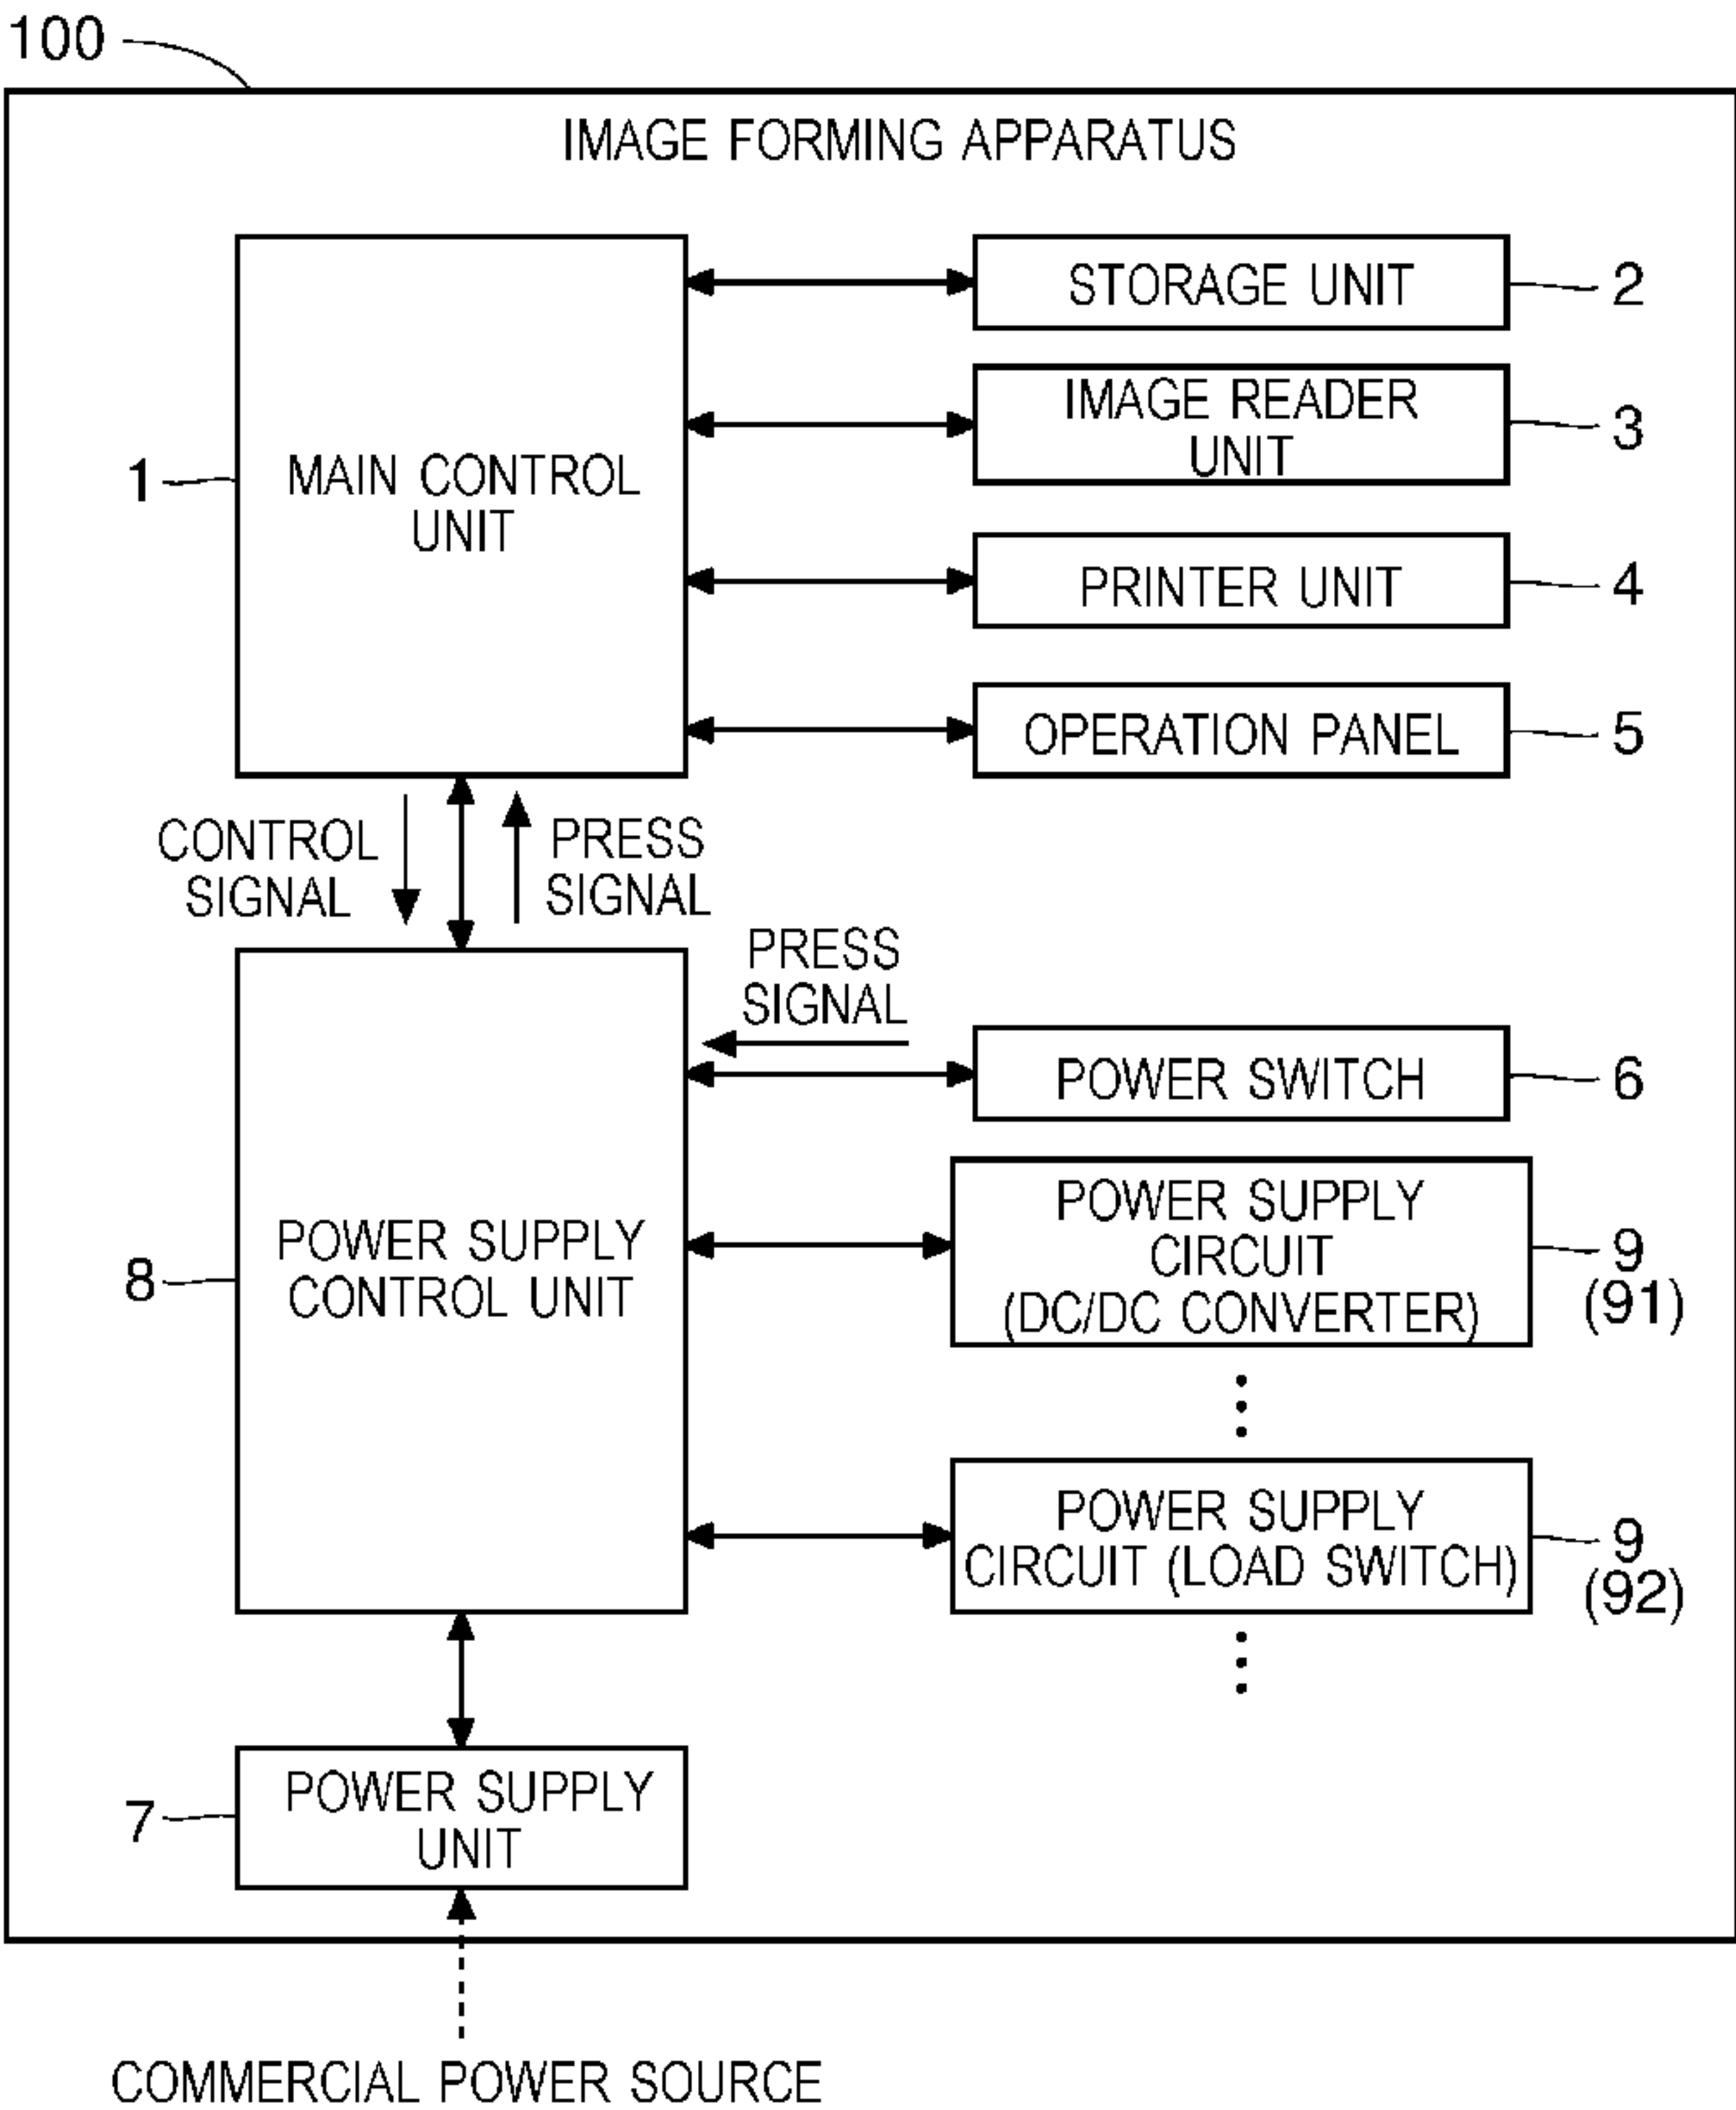 100
IMAGE FORMING APPARATUS
1
MAIN CONTROL
UNIT
STORAGE UNIT
2
IMAGE READER
UNIT
3
PRINTER UNIT
4
OPERATION PANEL
5
CONTROL
SIGNAL
PRESS
SIGNAL
PRESS
SIGNAL
8
POWER SUPPLY
CONTROL UNIT
POWER SWITCH
6
POWER SUPPLY
CIRCUIT
(DC/DC CONVERTER)
9
(91)
POWER SUPPLY
CIRCUIT (LOAD SWITCH)
9
(92)
7
POWER SUPPLY
UNIT
COMMERCIAL POWER SOURCE